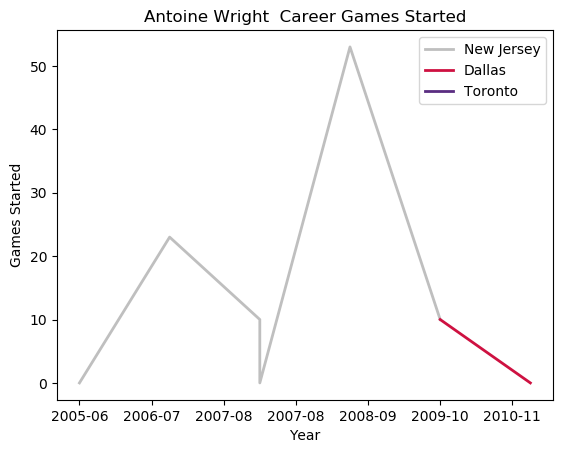 Antoine Wright  Career Games Started
New Jersey
Dallas
Toronto
50
40
30
20
10
0
Games Started
2005-06 2006-07 2007-08 2007-08 2008-09 2009-10 2010-11
Year